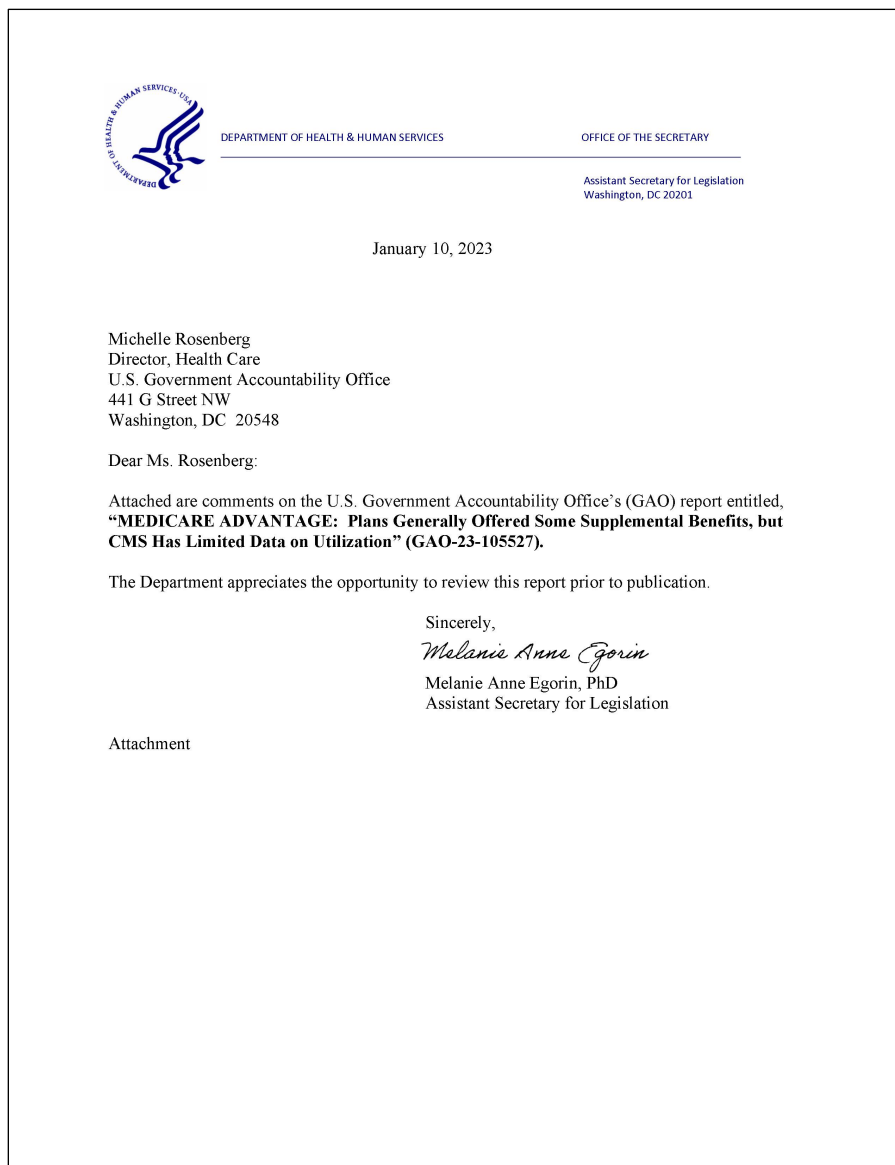 DEPARTMENT OF HEALTH & HUMAN SERVICES·USA
DEPARTMENT OF HEALTH & HUMAN SERVICES
OFFICE OF THE SECRETARY
Assistant Secretary for Legislation
Washington, DC 20201
January 10, 2023
Michelle Rosenberg
Director, Health Care
U.S. Government Accountability Office
441 G Street NW
Washington, DC  20548
Dear Ms. Rosenberg:
Attached are comments on the U.S. Government Accountability Office’s (GAO) report entitled,
“MEDICARE ADVANTAGE:  Plans Generally Offered Some Supplemental Benefits, but
CMS Has Limited Data on Utilization” (GAO-23-105527).
The Department appreciates the opportunity to review this report prior to publication.
Sincerely,
Melanie Anne Egorin
Melanie Anne Egorin, PhD
Assistant Secretary for Legislation
Attachment